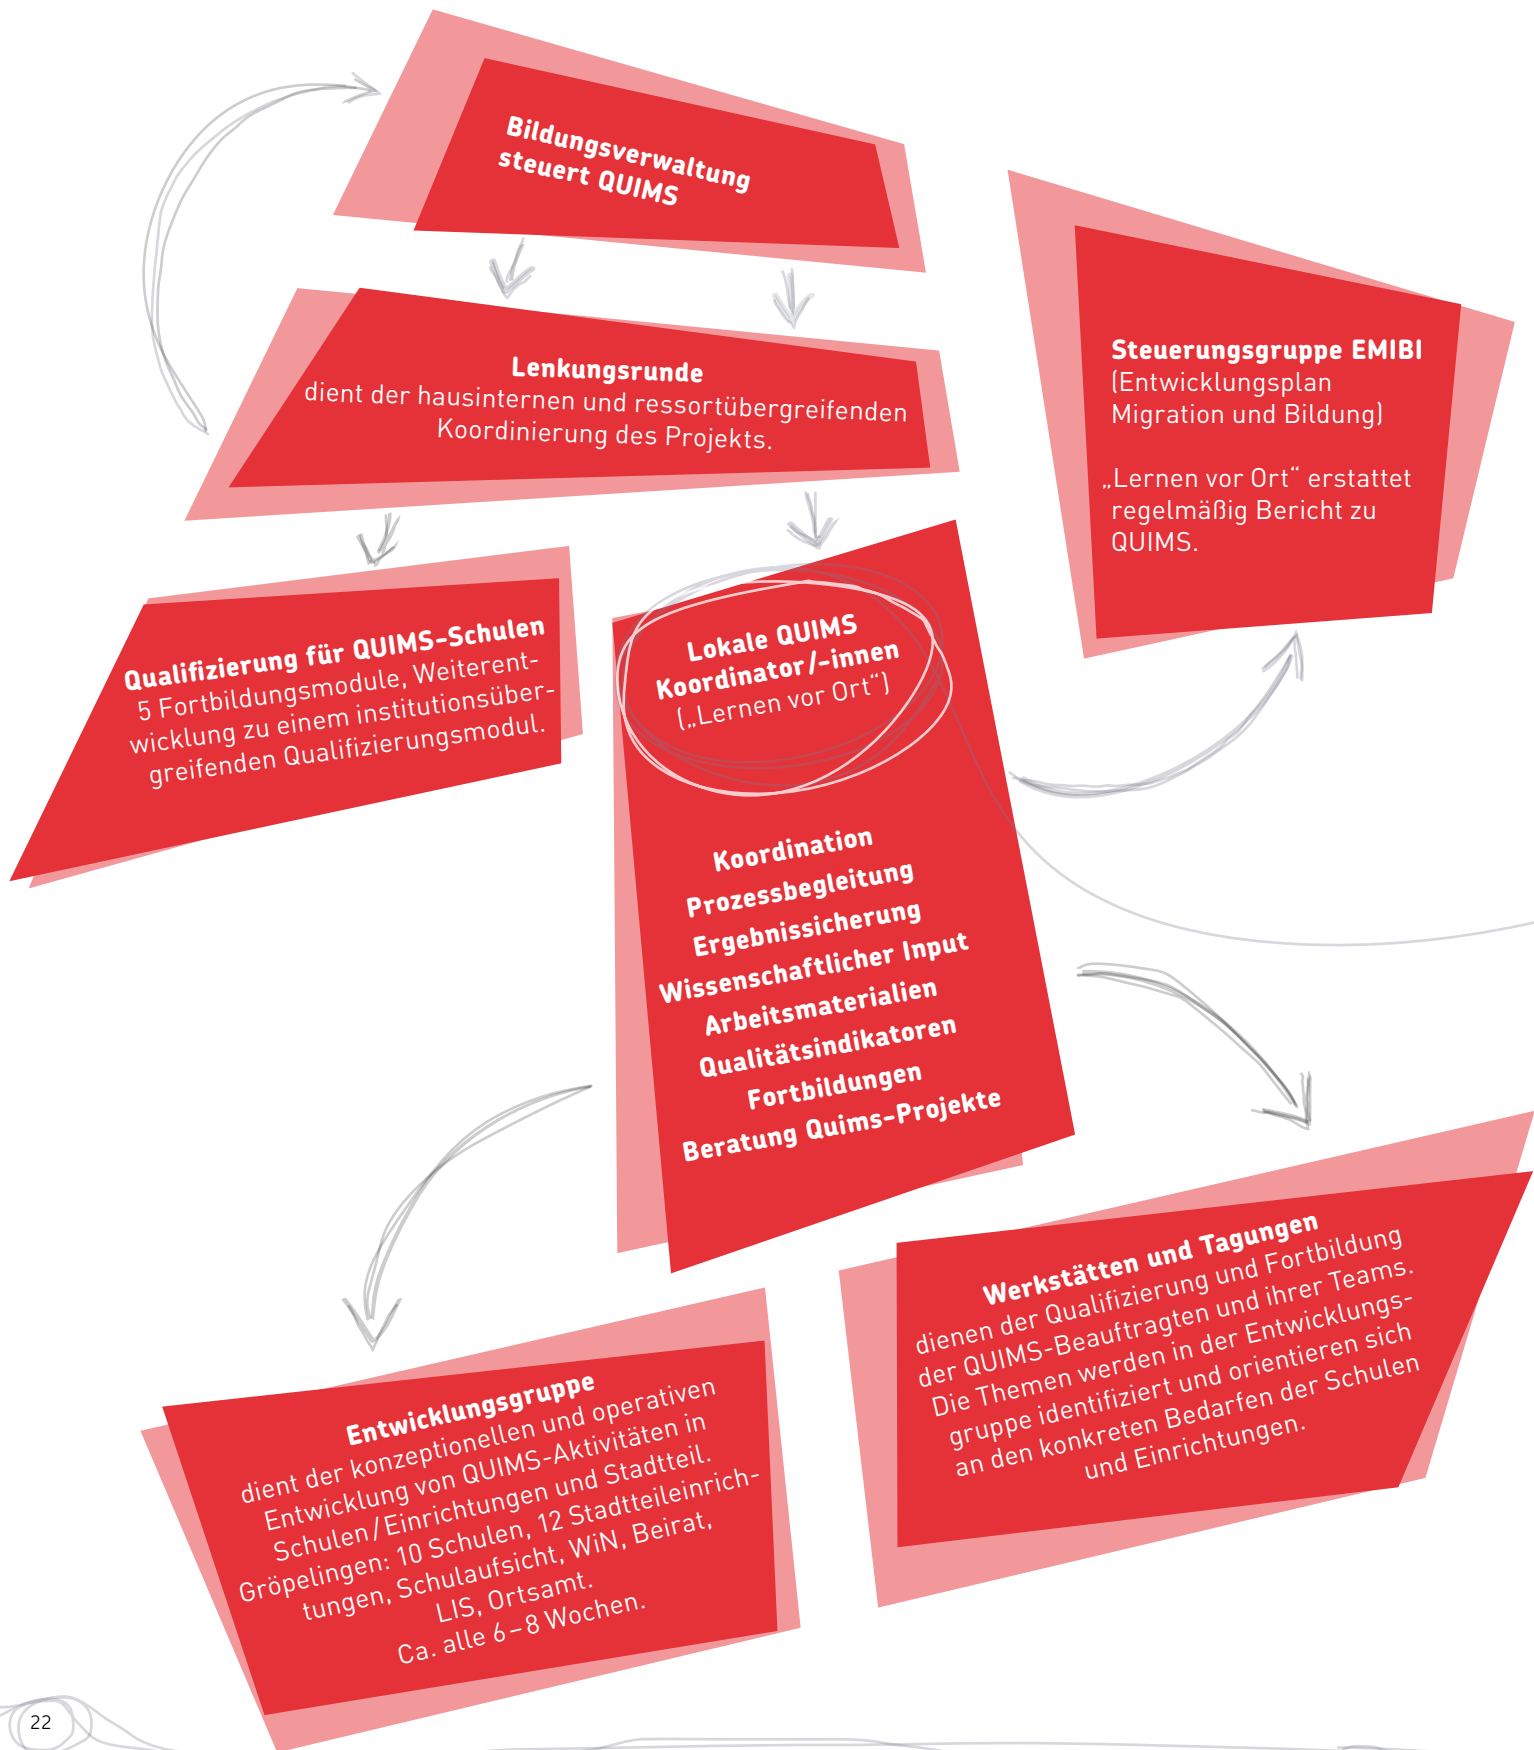 Bildungsverwaltung
steuert QUIMS
Lenkungsrunde
dient der hausinternen und ressortübergreifenden
Koordinierung des Projekts.
Steuerungsgruppe EMIBI
(Entwicklungsplan
Migration und Bildung)
„Lernen vor Ort“ erstattet
regelmäßig Bericht zu
QUIMS.
Qualifizierung für QUIMS-Schulen
5 Fortbildungsmodule, Weiterent-
wicklung zu einem institutionsüber-
greifenden Qualifizierungsmodul.
Lokale QUIMS
Koordinator/-innen
(„Lernen vor Ort“)
Koordination
Prozessbegleitung
Ergebnissicherung
Wissenschaftlicher Input
Arbeitsmaterialien
Qualitätsindikatoren
Fortbildungen
Beratung Quims-Projekte
Werkstätten und Tagungen
dienen der Qualifizierung und Fortbildung
der QUIMS-Beauftragten und ihrer Teams.
Die Themen werden in der Entwicklungs-
gruppe identifiziert und orientieren sich
an den konkreten Bedarfen der Schulen
und Einrichtungen.
Entwicklungsgruppe
dient der konzeptionellen und operativen
Entwicklung von QUIMS-Aktivitäten in
Schulen/Einrichtungen und Stadtteil.
Gröpelingen: 10 Schulen, 12 Stadtteileinrich-
tungen, Schulaufsicht, WiN, Beirat,
LIS, Ortsamt.
Ca. alle 6–8 Wochen.
22